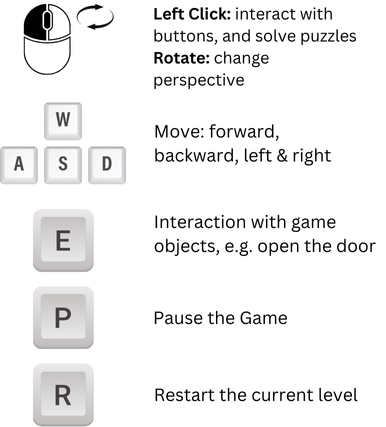 Left Click: interact with
buttons, and solve puzzles
Rotate: change
perspective
W
A S D
Move: forward,
backward, left & right
E
Interaction with game
objects, e.g. open the door
P
Pause the Game
R
Restart the current level